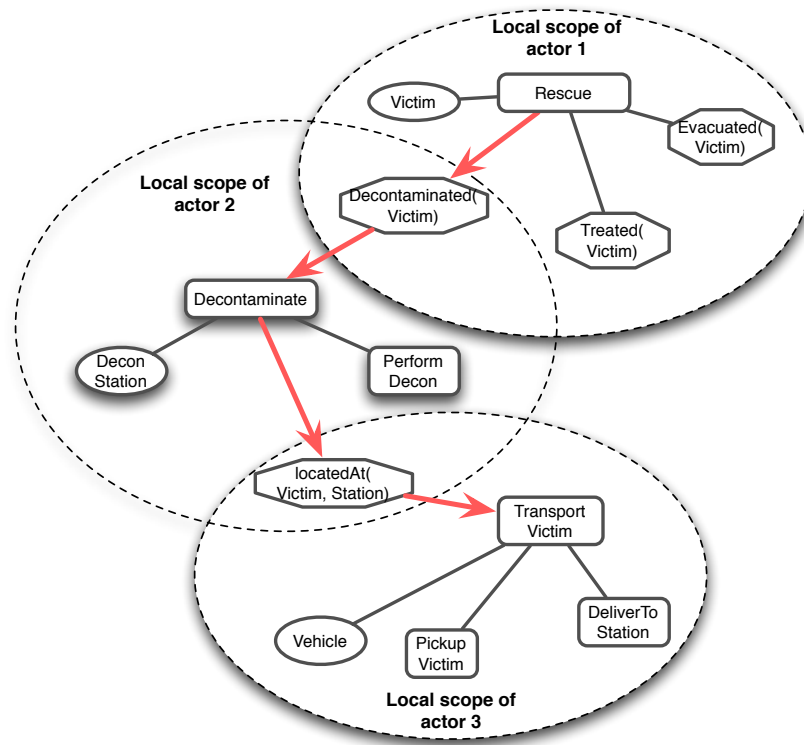 Local scope of
actor 1
Victim
Rescue
Evacuated(
Victim)
Local scope of
actor 2
Decontaminated(
Victim)
Treated(
Victim)
Decontaminate
Decon
Station
Perform
Decon
locatedAt(
Victim, Station)
Transport
Victim
Vehicle
Pickup
Victim
DeliverTo
Station
Local scope of
actor 3